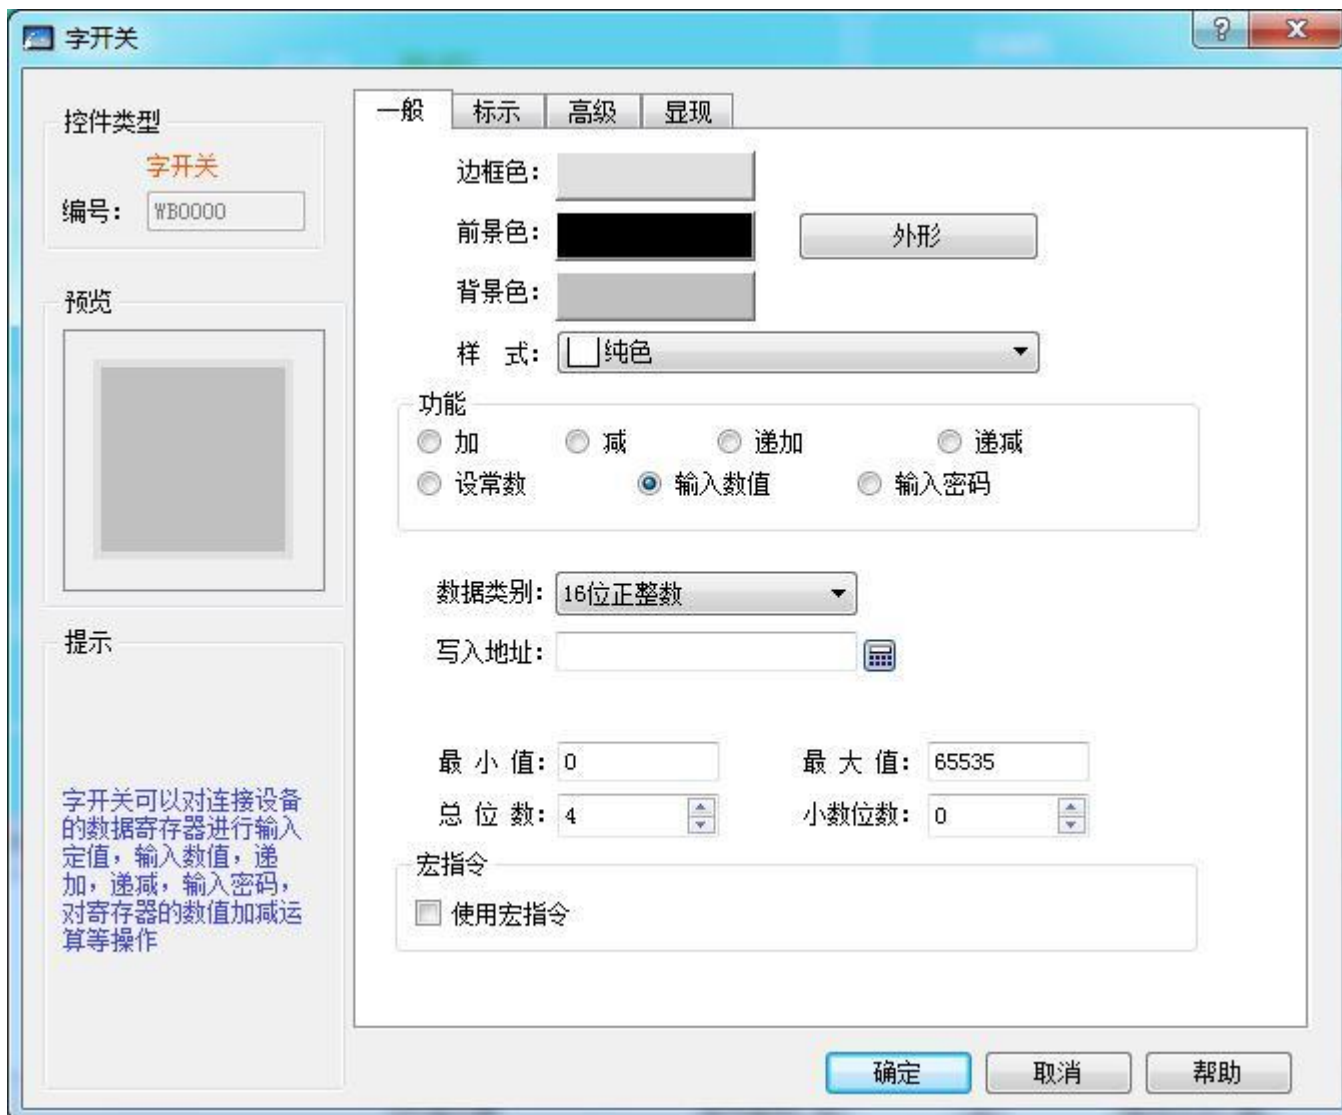 字开关
控件类型
字开关
编号： WB0000
预览
提示
字开关可以对连接设备
的数据寄存器进行输入
定值，输入数值，递
加，递减，输入密码，
对寄存器的数值加减运
算等操作
一般 标示 高级 显现
边框色：
前景色： 外形
背景色：
样 式： 纯色
功能
加 减 递加 递减
设常数 输入数值 输入密码
数据类别： 16位正整数
写入地址：
最 小 值： 0 最 大 值： 65535
总 位 数： 4 小数位数： 0
宏指令
使用宏指令
确定 取消 帮助